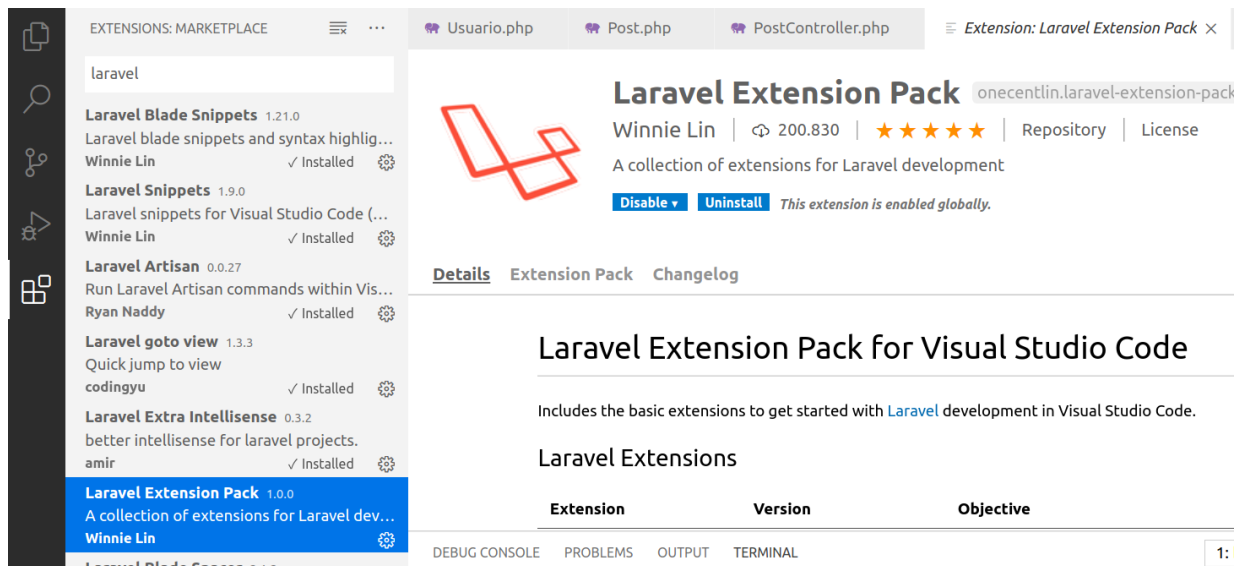 EXTENSIONS: MARKETPLACE
laravel
Laravel Blade Snippets 1.21.0
Laravel blade snippets and syntax highlig...
Winnie Lin ✓ Installed
Laravel Snippets 1.9.0
Laravel snippets for Visual Studio Code (...
Winnie Lin ✓ Installed
Laravel Artisan 0.0.27
Run Laravel Artisan commands within Vis...
Ryan Naddy ✓ Installed
Laravel goto view 1.3.3
Quick jump to view
codingyu ✓ Installed
Laravel Extra Intellisense 0.3.2
better intellisense for laravel projects.
amir ✓ Installed
Laravel Extension Pack 1.0.0
A collection of extensions for Laravel dev...
Winnie Lin
Usuario.php Post.php PostController.php Extension: Laravel Extension Pack
Laravel Extension Pack onecentlin.laravel-extension-pack
Winnie Lin 200.830 ★★★★★ Repository License
A collection of extensions for Laravel development
Disable Uninstall This extension is enabled globally.
Details Extension Pack Changelog
Laravel Extension Pack for Visual Studio Code
Includes the basic extensions to get started with Laravel development in Visual Studio Code.
Laravel Extensions
Extension Version Objective
DEBUG CONSOLE PROBLEMS OUTPUT TERMINAL 1: